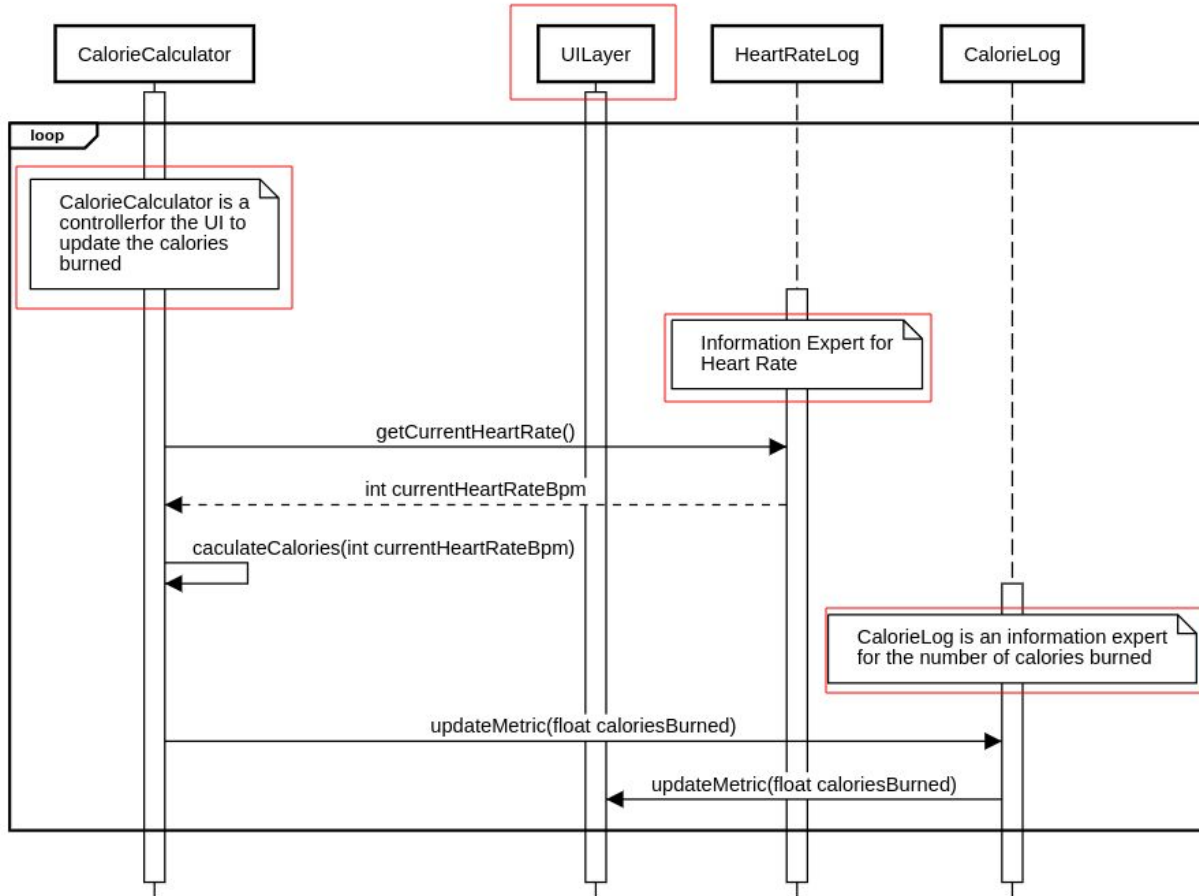 CalorieCalculator
UILayer
HeartRateLog
CalorieLog
loop
CalorieCalculator is a
controllerfor the UI to
update the calories
burned
Information Expert for
Heart Rate
getCurrentHeartRate()
int currentHeartRateBpm
caculateCalories(int currentHeartRateBpm)
CalorieLog is an information expert
for the number of calories burned
updateMetric(float caloriesBurned)
updateMetric(float caloriesBurned)